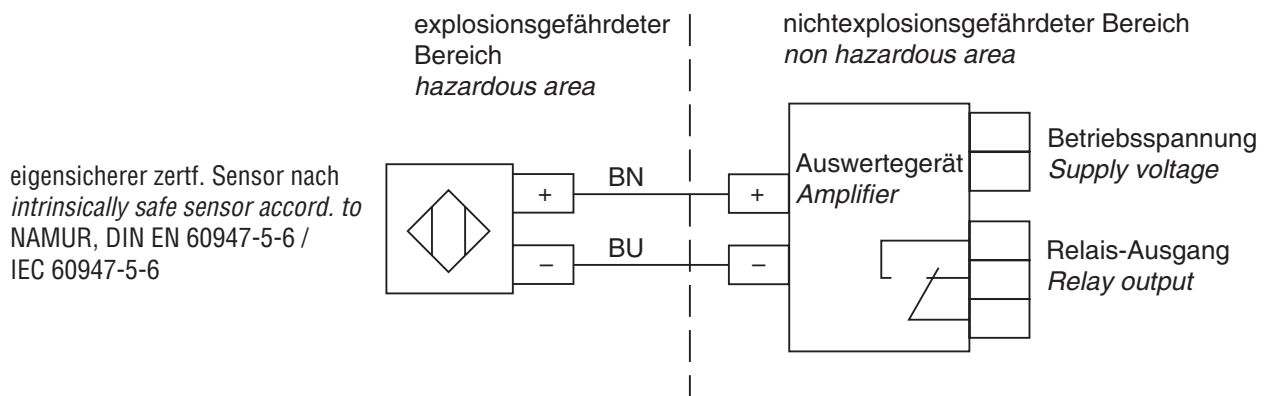 explosionsgefährdeter
Bereich
hazardous area
nichtexplosionsgefährdeter Bereich
non hazardous area
eigensicherer zertf. Sensor nach
intrinsically safe sensor accord. to
NAMUR, DIN EN 60947-5-6 /
IEC 60947-5-6
+
BN
+
–
BU
–
Auswertegerät
Amplifier
Betriebsspannung
Supply voltage
Relais-Ausgang
Relay output